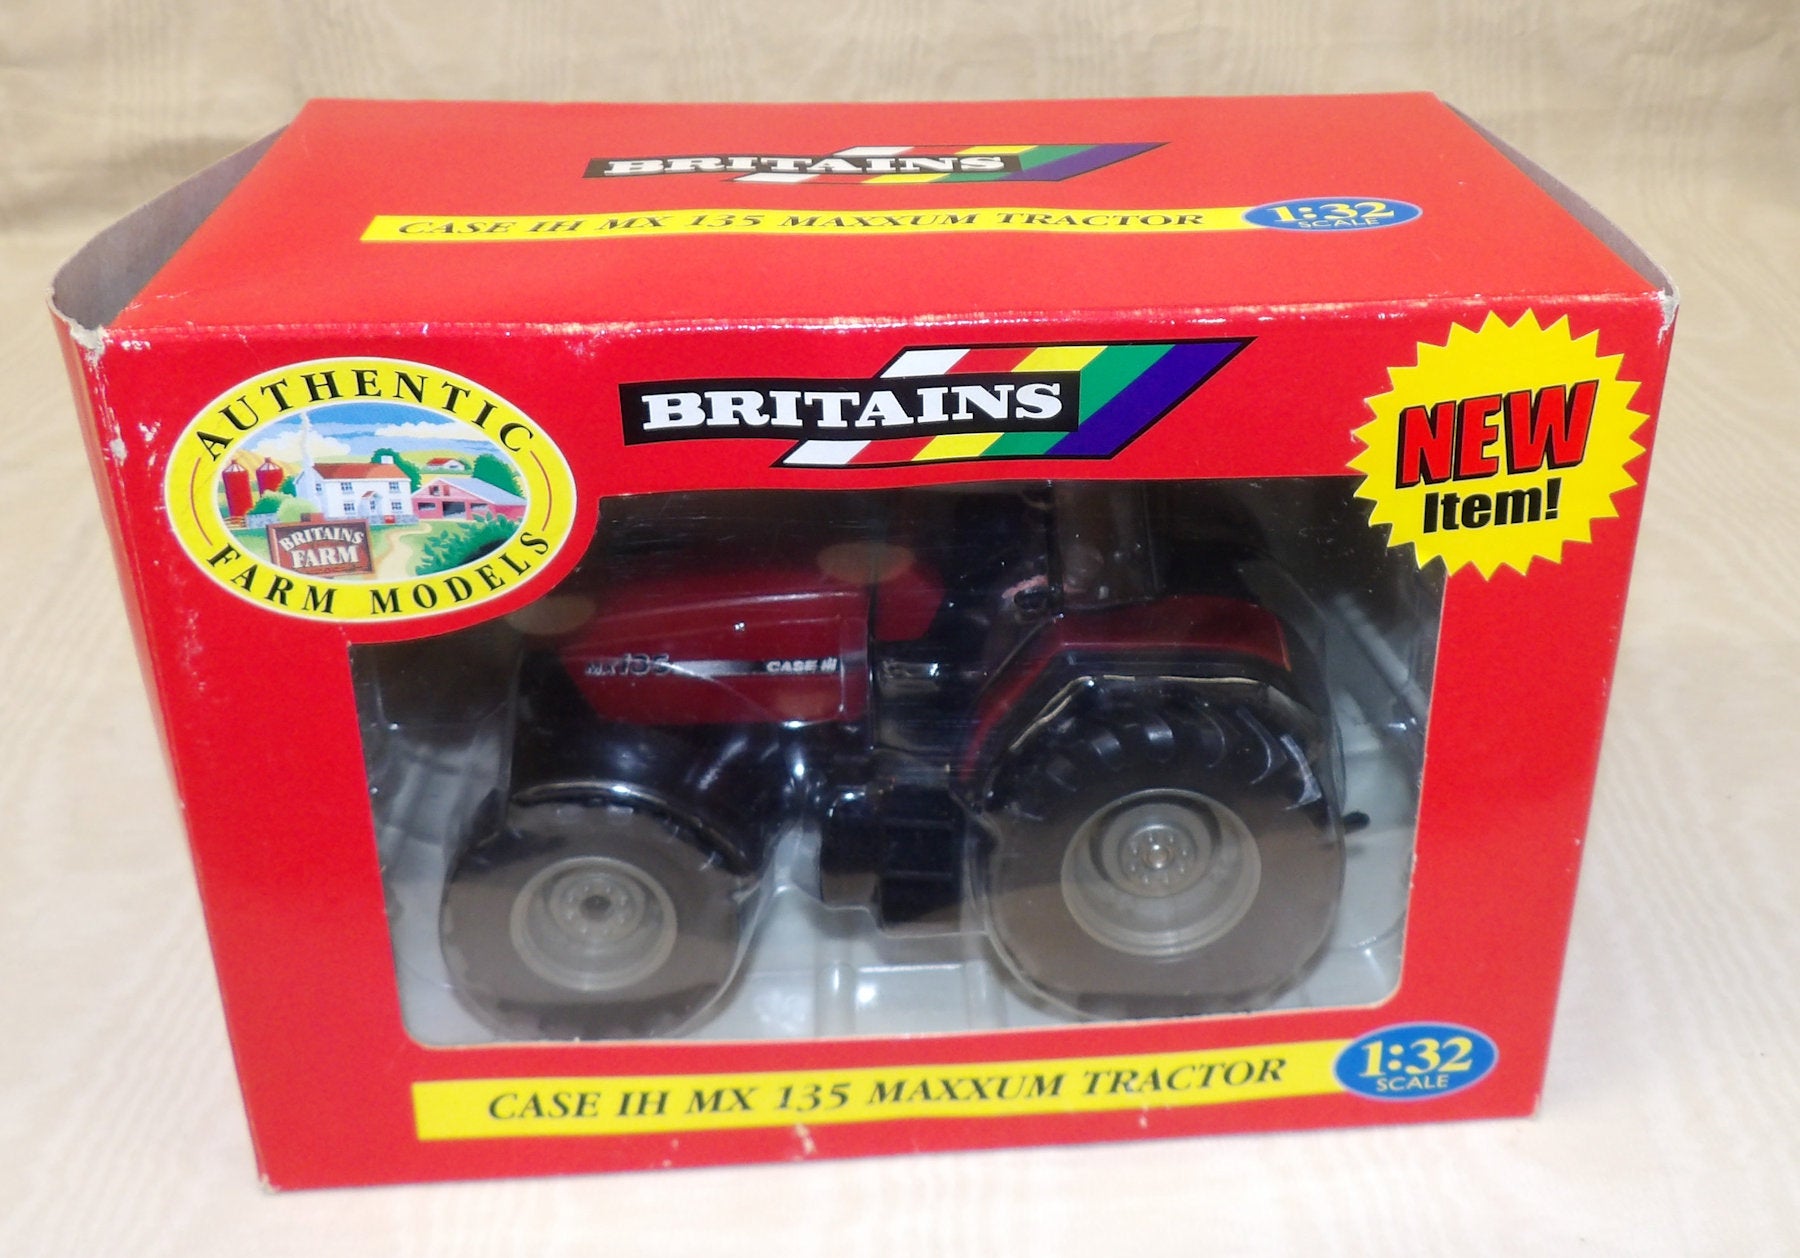 BRITAINS
CASE IH MX 135 MAXXUM TRACTOR
1:32
SCALE
AUTHENTIC
FARM MODELS
BRITAINS
FARM
BRITAINS
NEW
Item!
MX135
CASE IH
CASE IH MX 135 MAXXUM TRACTOR
1:32
SCALE